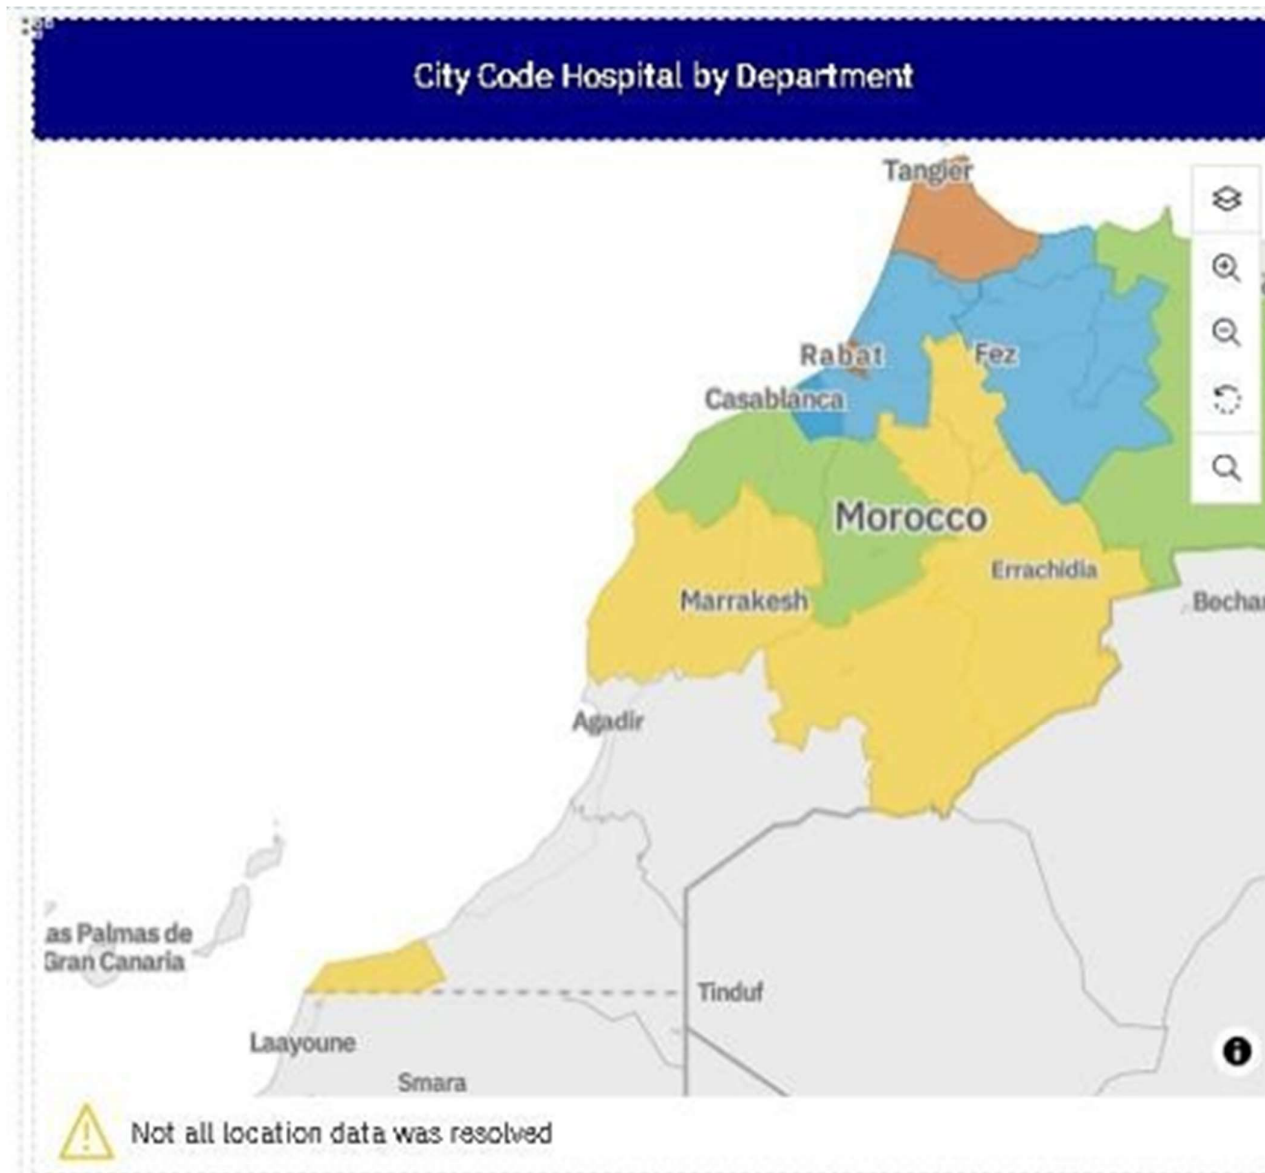 City Code Hospital by Department
Tangier
Rabat
Fez
Casablanca
Morocco
Errachidia
Marrakesh
Bechar
Agadir
as Palmas de
Gran Canaria
Tinduf
Laayoune
Smara
Not all location data was resolved